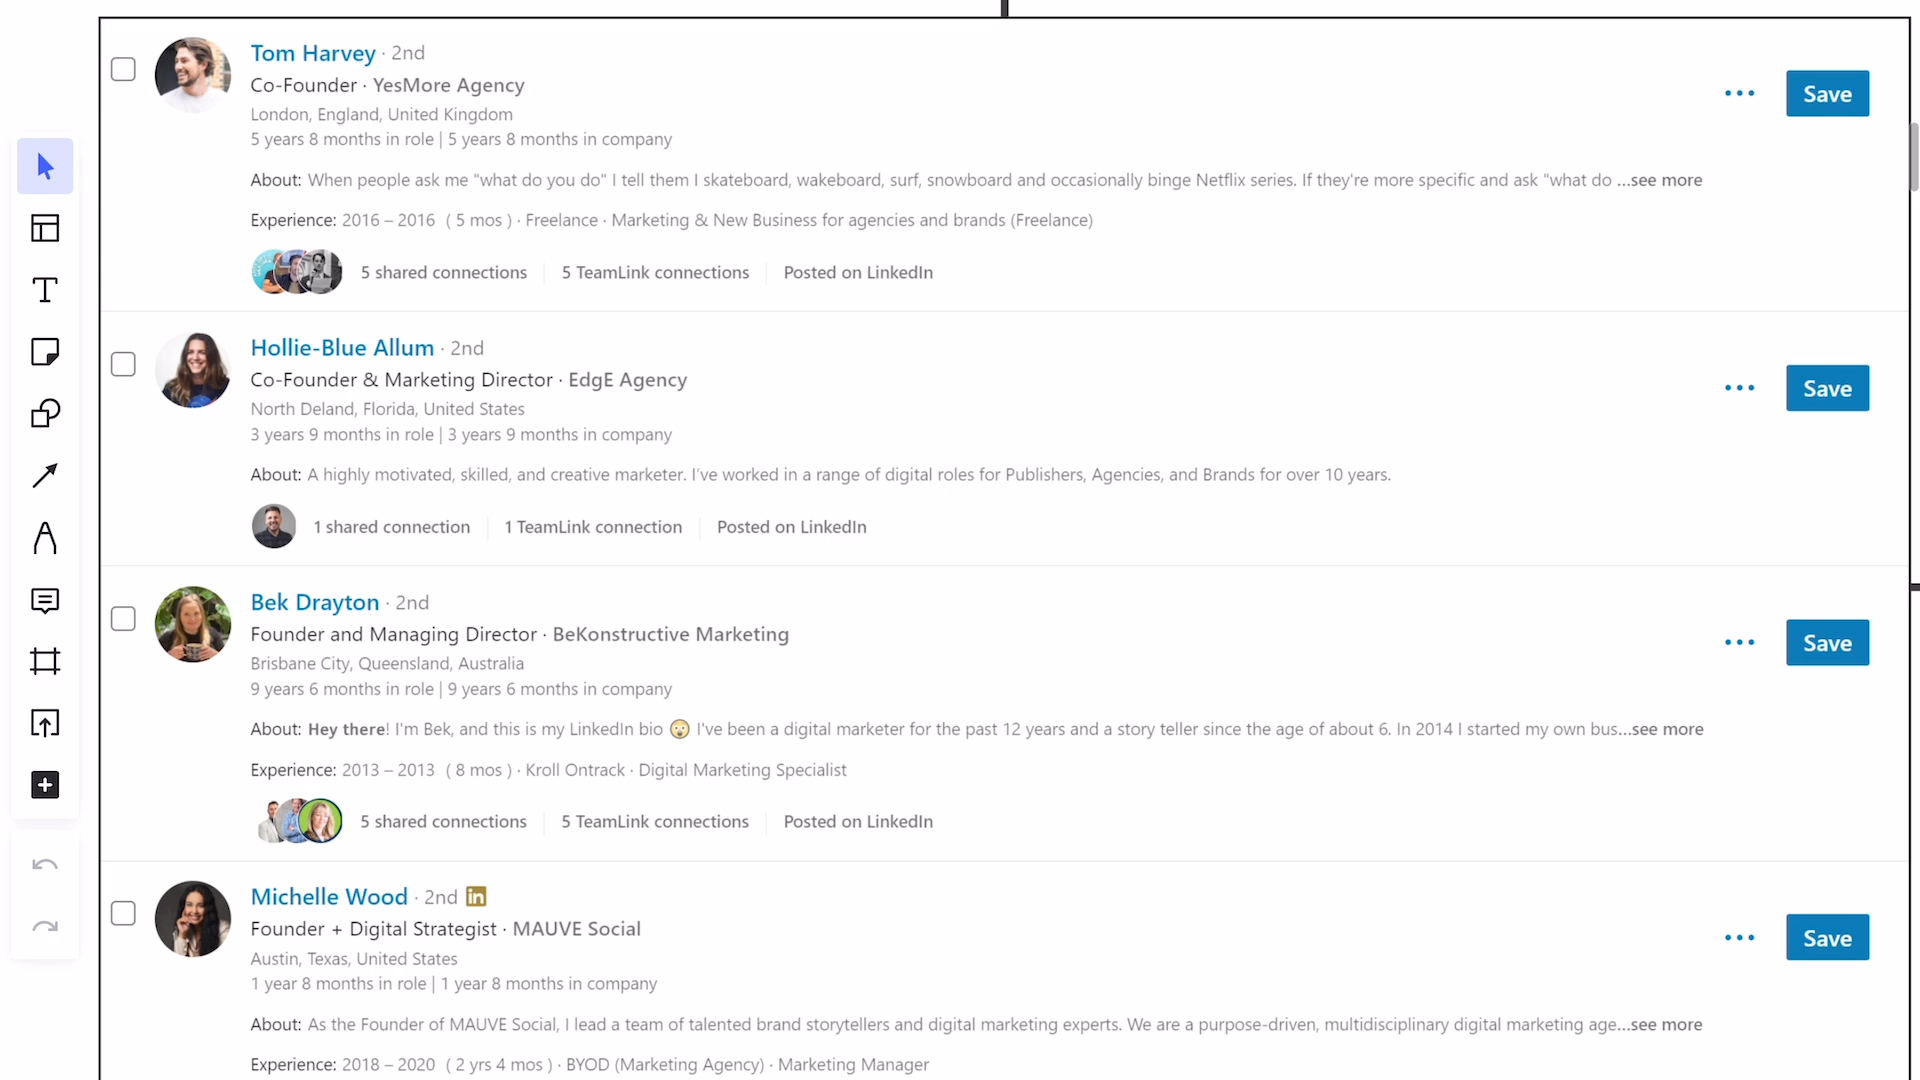 Tom Harvey · 2nd
Co-Founder · YesMore Agency
London, England, United Kingdom
5 years 8 months in role | 5 years 8 months in company
About: When people ask me "what do you do" I tell them I skateboard, wakeboard, surf, snowboard and occasionally binge Netflix series. If they're more specific and ask "what do ...see more
Experience: 2016 – 2016 ( 5 mos ) · Freelance · Marketing & New Business for agencies and brands (Freelance)
5 shared connections
5 TeamLink connections
Posted on LinkedIn
Save
Hollie-Blue Allum · 2nd
Co-Founder & Marketing Director · EdgE Agency
North Deland, Florida, United States
3 years 9 months in role | 3 years 9 months in company
About: A highly motivated, skilled, and creative marketer. I've worked in a range of digital roles for Publishers, Agencies, and Brands for over 10 years.
1 shared connection
1 TeamLink connection
Posted on LinkedIn
Save
Bek Drayton · 2nd
Founder and Managing Director · BeKonstructive Marketing
Brisbane City, Queensland, Australia
9 years 6 months in role | 9 years 6 months in company
About: Hey there! I'm Bek, and this is my LinkedIn bio 😲 I've been a digital marketer for the past 12 years and a story teller since the age of about 6. In 2014 I started my own bus...see more
Experience: 2013 – 2013 ( 8 mos ) · Kroll Ontrack · Digital Marketing Specialist
5 shared connections
5 TeamLink connections
Posted on LinkedIn
Save
Michelle Wood · 2nd in
Founder + Digital Strategist · MAUVE Social
Austin, Texas, United States
1 year 8 months in role | 1 year 8 months in company
About: As the Founder of MAUVE Social, I lead a team of talented brand storytellers and digital marketing experts. We are a purpose-driven, multidisciplinary digital marketing age...see more
Experience: 2018 – 2020 ( 2 yrs 4 mos ) · BYOD (Marketing Agency) · Marketing Manager
Save